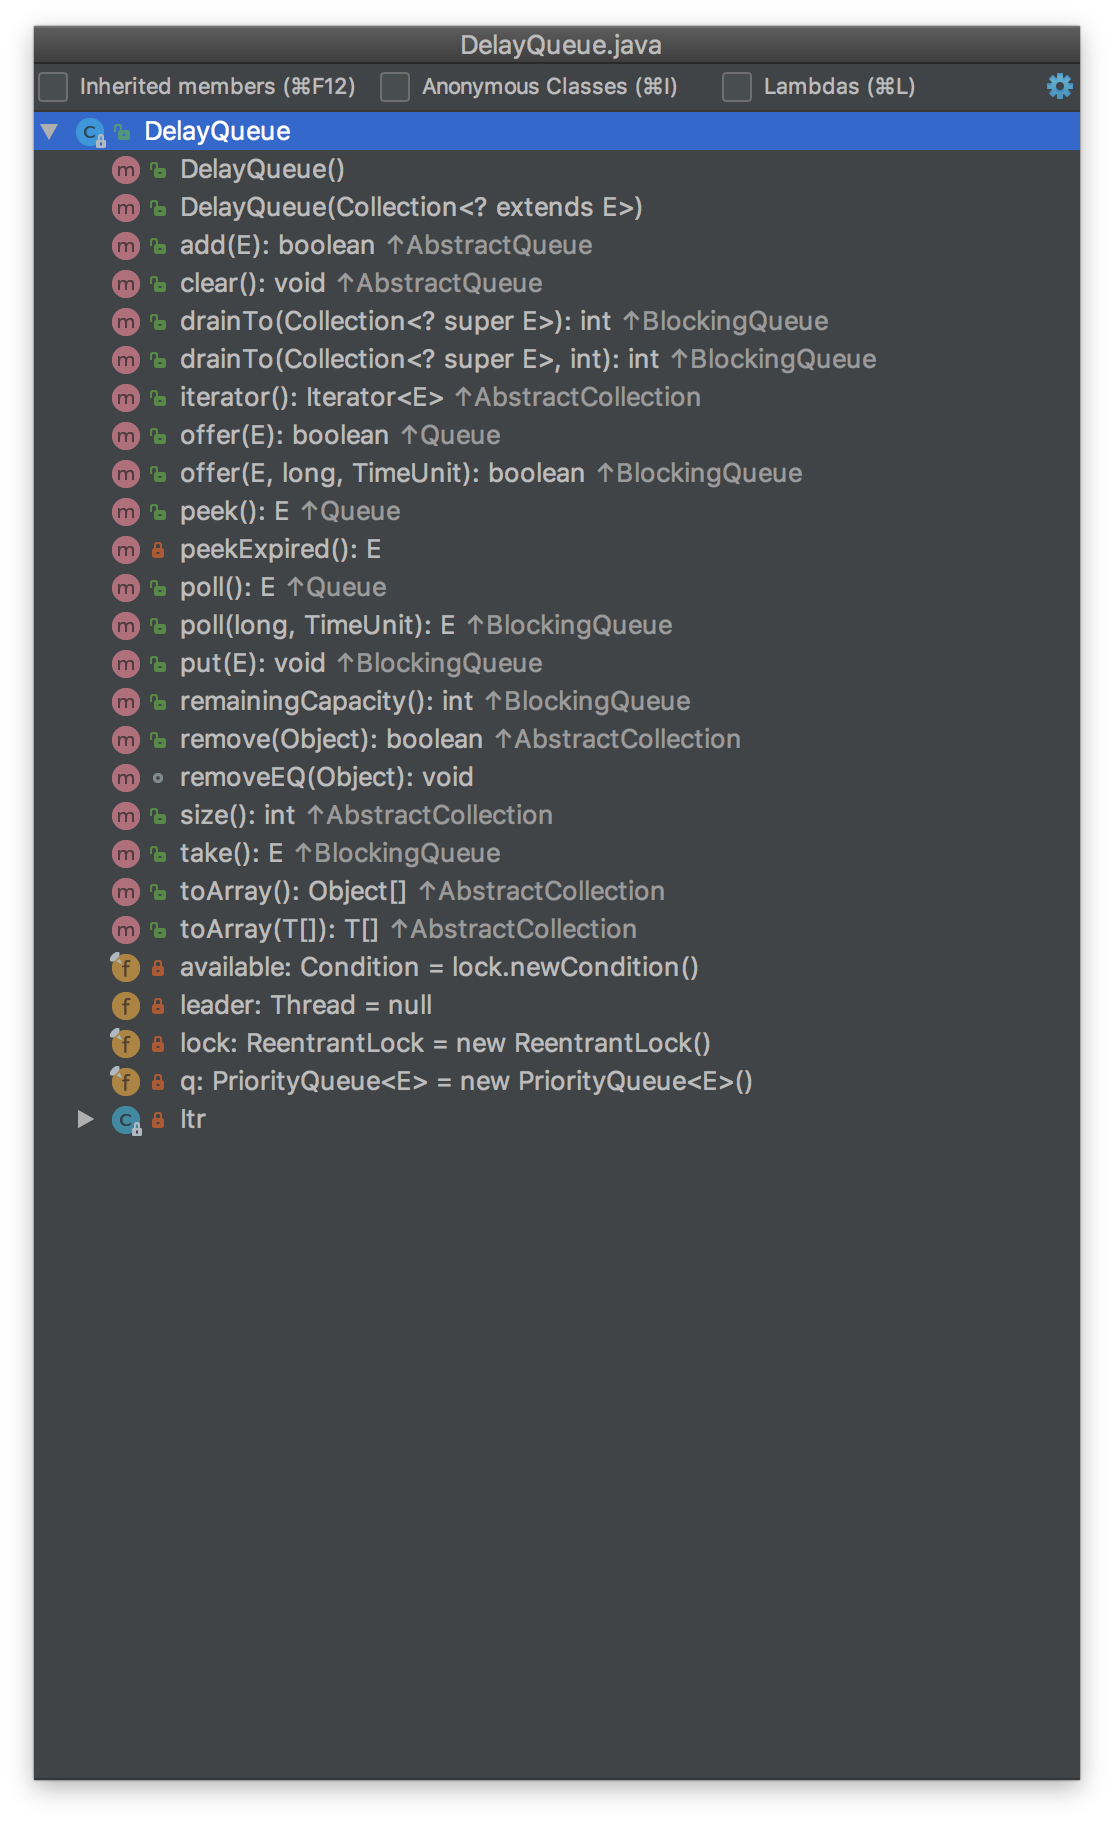 DelayQueue.java
Inherited members (⌘F12) Anonymous Classes (⌘I) Lambdas (⌘L)
DelayQueue
DelayQueue()
DelayQueue(Collection<? extends E>)
add(E): boolean ↑AbstractQueue
clear(): void ↑AbstractQueue
drainTo(Collection<? super E>): int ↑BlockingQueue
drainTo(Collection<? super E>, int): int ↑BlockingQueue
iterator(): Iterator<E> ↑AbstractCollection
offer(E): boolean ↑Queue
offer(E, long, TimeUnit): boolean ↑BlockingQueue
peek(): E ↑Queue
peekExpired(): E
poll(): E ↑Queue
poll(long, TimeUnit): E ↑BlockingQueue
put(E): void ↑BlockingQueue
remainingCapacity(): int ↑BlockingQueue
remove(Object): boolean ↑AbstractCollection
removeEQ(Object): void
size(): int ↑AbstractCollection
take(): E ↑BlockingQueue
toArray(): Object[] ↑AbstractCollection
toArray(T[]): T[] ↑AbstractCollection
available: Condition = lock.newCondition()
leader: Thread = null
lock: ReentrantLock = new ReentrantLock()
q: PriorityQueue<E> = new PriorityQueue<E>()
Itr